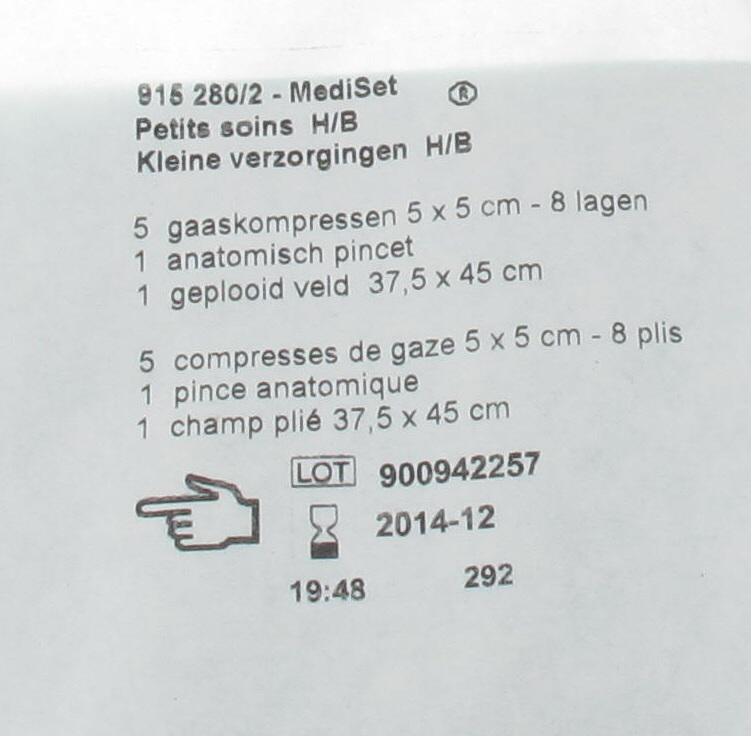 915 280/2 - MediSet ®
Petits soins H/B
Kleine verzorgingen H/B
5 gaaskompressen 5 x 5 cm - 8 lagen
1 anatomisch pincet
1 geplooid veld 37,5 x 45 cm
5 compresses de gaze 5 x 5 cm - 8 plis
1 pince anatomique
1 champ plié 37,5 x 45 cm
LOT 900942257
2014-12
19:48 292